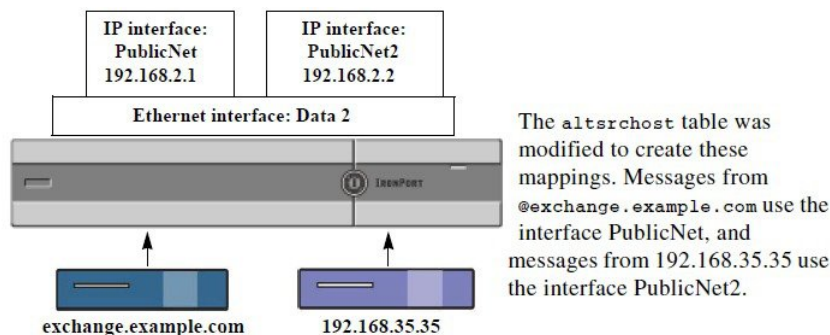 IP interface:
PublicNet
192.168.2.1
IP interface:
PublicNet2
192.168.2.2
Ethernet interface: Data 2
IRONPORT
exchange.example.com
192.168.35.35
The altsrchost table was
modified to create these
mappings. Messages from
@exchange.example.com use the
interface PublicNet, and
messages from 192.168.35.35 use
the interface PublicNet2.